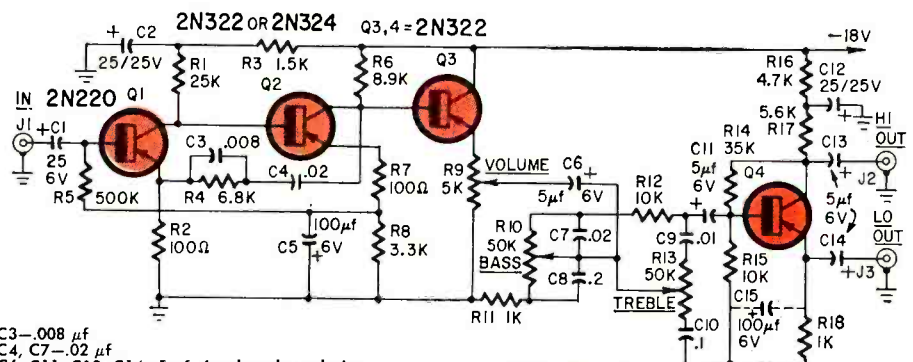 2N322 OR 2N324
Q3,4 = 2N322
+ C2
25/25V
R1
25K
R3 1.5K
R6
8.9K
Q3
-18V
R16
4.7K
C12
25/25V
+
IN
J1
2N220
Q1
Q2
+C1
25
6V
R5
500K
C3 .008
R4 6.8K
C4 .02
R7
100Ω
R9
5K
VOLUME
C6
+
5µf 6V
R12
10K
C11
5µf
6V
+
R14
35K
Q4
5.6K
R17
HI
OUT
C13
+
J2
5µf
6V
LO
OUT
C14
+J3
R2
100Ω
100µf
C5 6V
+
R8
3.3K
R10
50K
BASS
C7 .02
C8 .2
R11 1K
C9 .01
R13
50K
TREBLE
C10
.1
R15
10K
C15
+
100µf
6V
R18
1K
C3—.008 µf
C4, C7—.02 µf